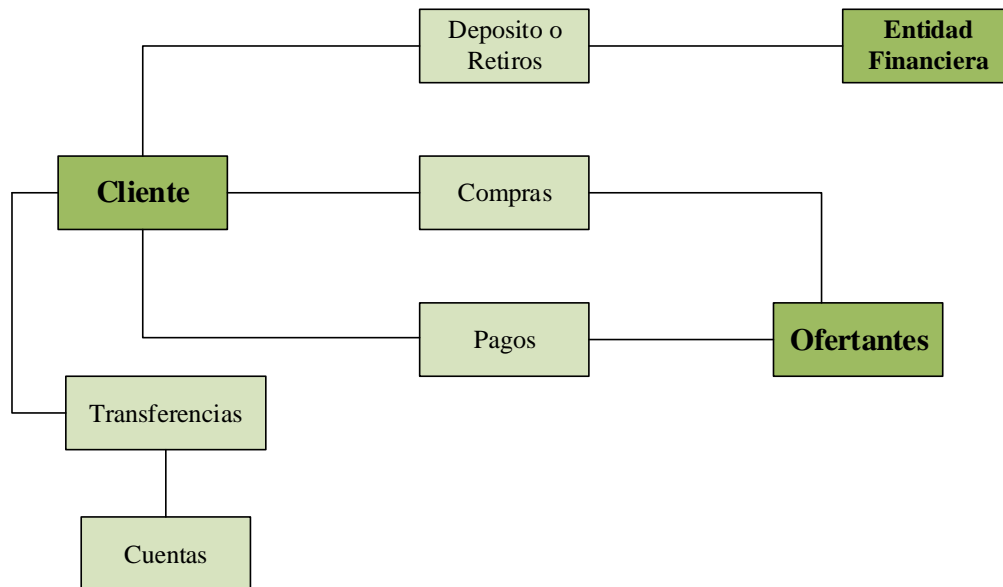 Deposito o
Retiros
Entidad
Financiera
Cliente
Compras
Pagos
Ofertantes
Transferencias
Cuentas